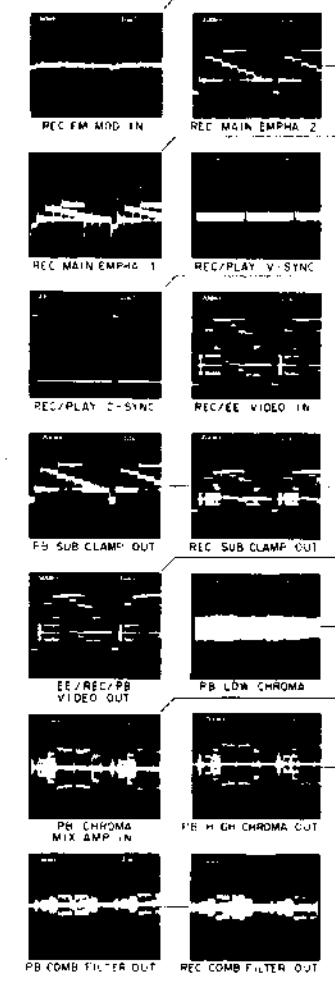 REC FM MOD IN
REC MAIN EMPHA 2
REC MAIN EMPHA 1
REC/PLAY V-SYNC
REC/PLAY C-SYNC
REC/EE VIDEO IN
PB SUB CLAMP OUT
REC SUB CLAMP OUT
EE/REC/PB
VIDEO OUT
PB LOW CHROMA
PB CHROMA
MIX AMP IN
PB HIGH CHROMA OUT
PB COMB FILTER OUT
REC COMB FILTER OUT